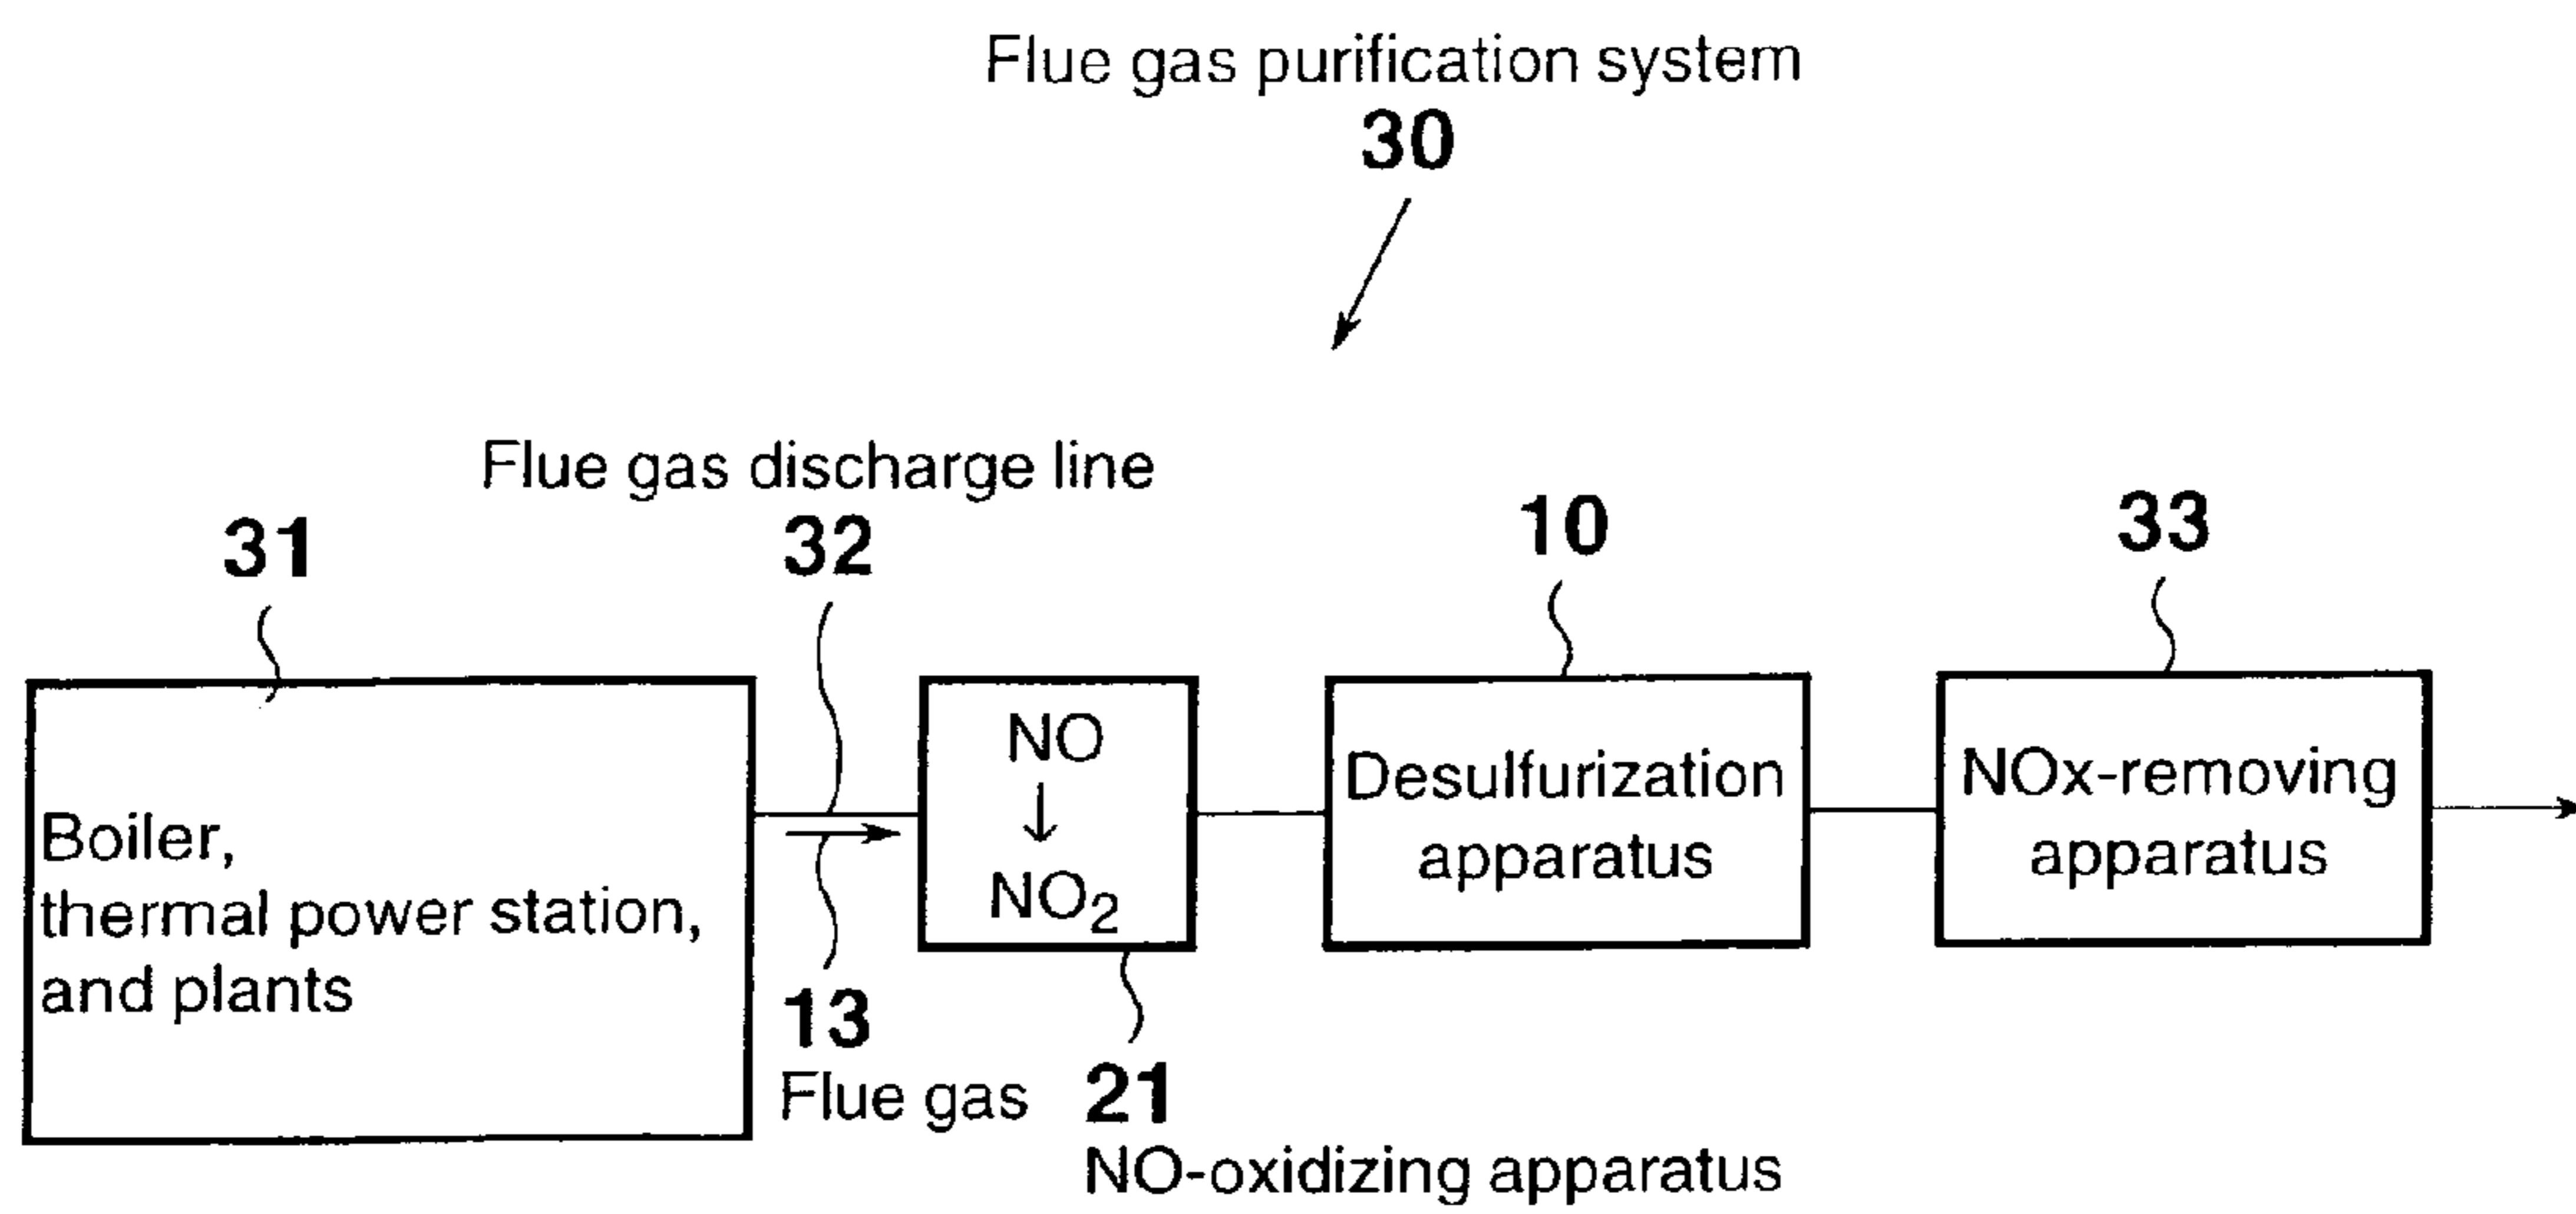 Flue gas purification system
30
Flue gas discharge line
31
32
10
33
Boiler,
thermal power station,
and plants
NO
↓
NO₂
Desulfurization
apparatus
NOx-removing
apparatus
13
Flue gas
21
NO-oxidizing apparatus